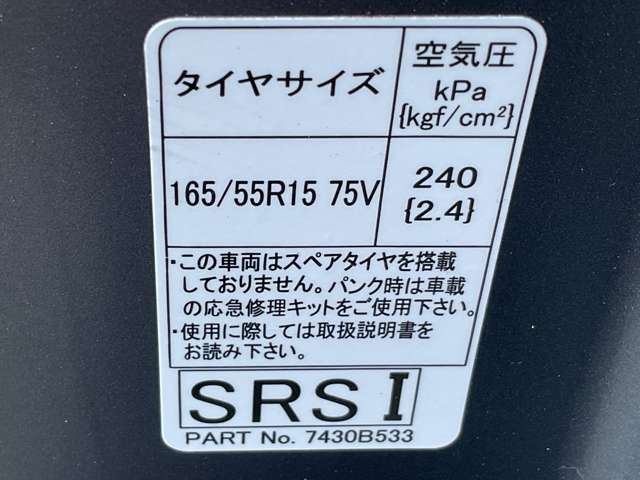 タイヤサイズ
空気圧
kPa
{kgf/cm²}
165/55R15 75V
240
{2.4}
・この車両はスペアタイヤを搭載
しておりません。パンク時は車載
の応急修理キットをご使用下さい。
・使用に際しては取扱説明書を
お読み下さい。
SRS I
PART No. 7430B533